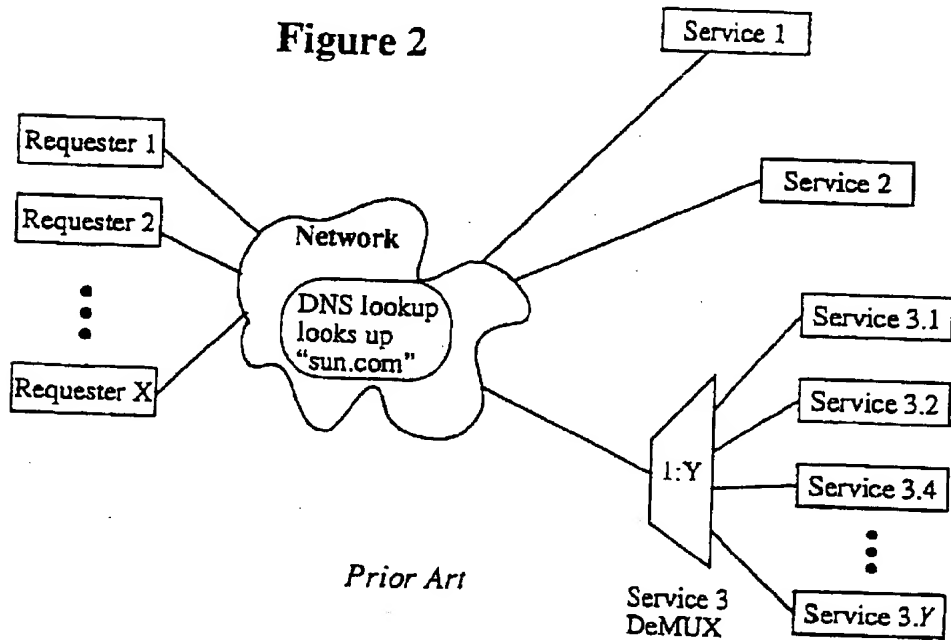 Figure 2
Service 1
Requester 1
Service 2
Requester 2
Network
DNS lookup
looks up
“sun.com”
Requester X
Service 3.1
Service 3.2
1:Y
Service 3.4
Service 3.Y
Prior Art
Service 3
DeMUX